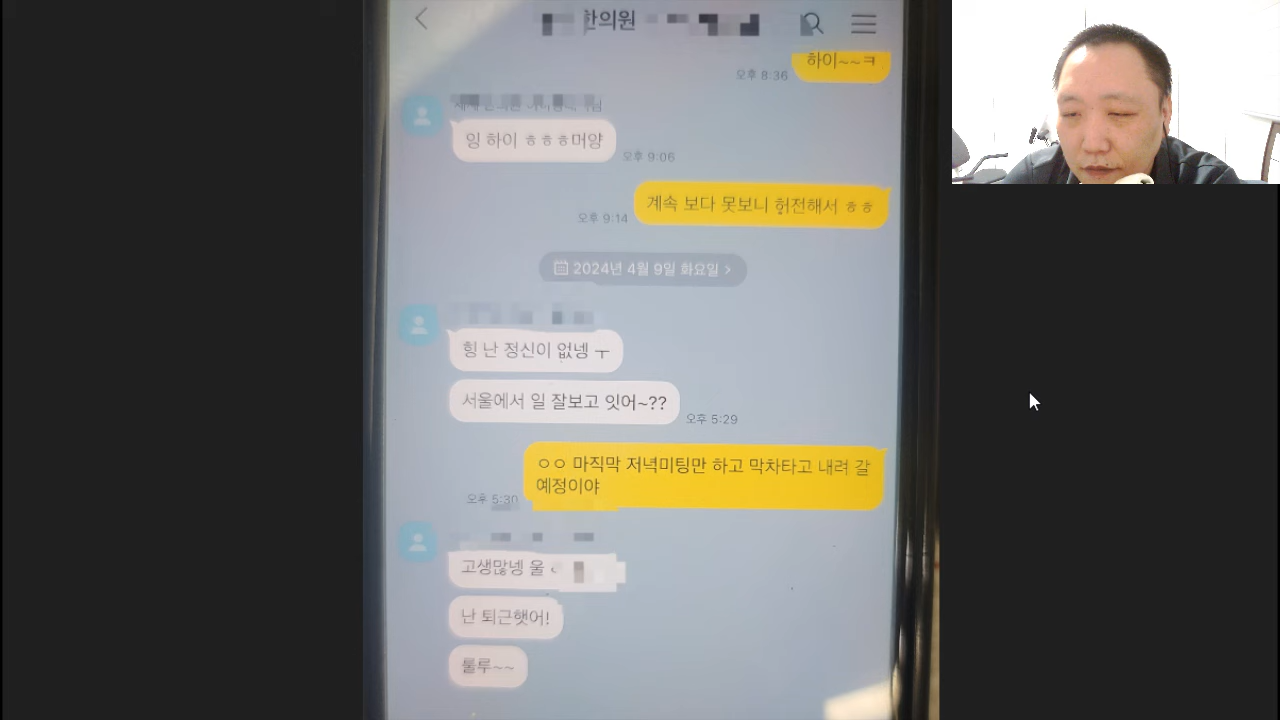 한의원
하이~~ㅋ
오후 8:36
잉 하이 ㅎㅎㅎ머양
오후 9:06
계속 보다 못보니 허전해서 ㅎㅎ
오후 9:14
2024년 4월 9일 화요일 >
힝 난 정신이 없넹 ㅜ
서울에서 일 잘보고 잇어~??
오후 5:29
ㅇㅇ 마직막 저녁미팅만 하고 막차타고 내려 갈
예정이야
오후 5:30
고생많넹 울
난 퇴근햇어!
룰루~~